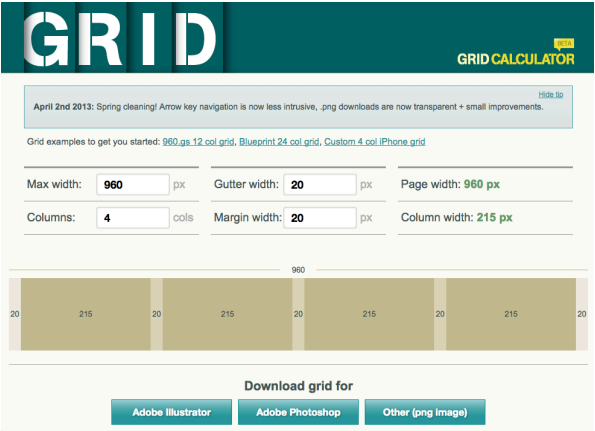 GRID
BETA
GRIDCALCULATOR
Hide tip
April 2nd 2013: Spring cleaning! Arrow key navigation is now less intrusive, .png downloads are now transparent + small improvements.
Grid examples to get you started: 960.gs 12 col grid, Blueprint 24 col grid, Custom 4 col iPhone grid
Max width: 960 px Gutter width: 20 px Page width: 960 px
Columns: 4 cols Margin width: 20 px Column width: 215 px
960
20 215 20 215 20 215 20 215 20
Download grid for
Adobe Illustrator Adobe Photoshop Other (png image)